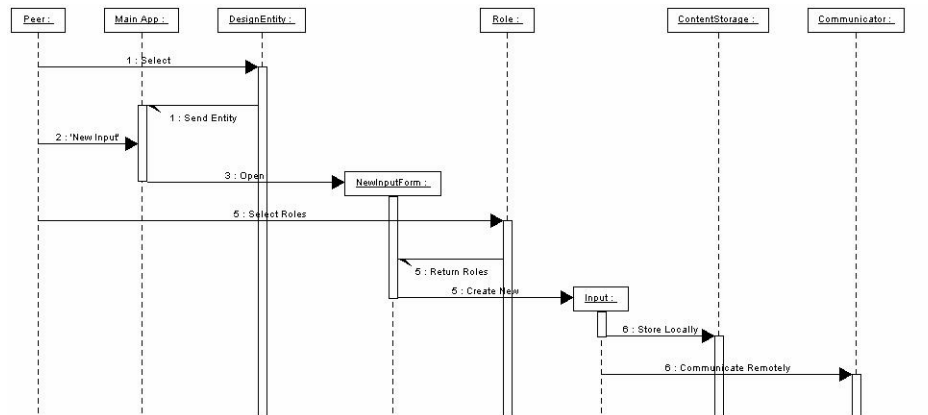 Peer :
Main App :
DesignEntity :
Role :
ContentStorage :
Communicator :
1 : Select
1 : Send Entity
2 : 'New Input'
3 : Open
NewInputForm :
5 : Select Roles
5 : Return Roles
5 : Create New
Input :
6 : Store Locally
6 : Communicate Remotely